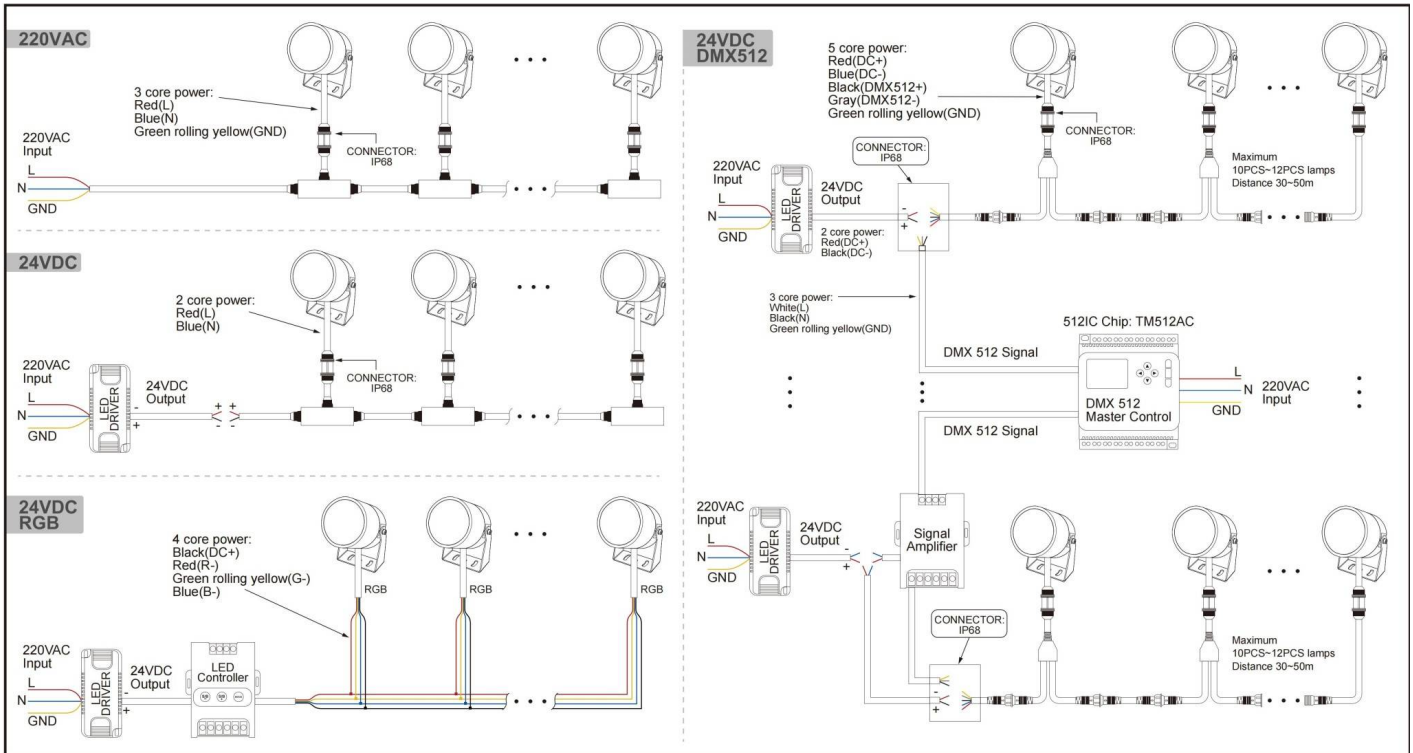 220VAC
3 core power:
Red(L)
Blue(N)
Green rolling yellow(GND)
CONNECTOR:
IP68
220VAC
Input
L
N
GND
24VDC
2 core power:
Red(L)
Blue(N)
CONNECTOR:
IP68
220VAC
Input
L
N
GND
LED
DRIVER
24VDC
Output
-
+
+ +
- -
24VDC
RGB
4 core power:
Black(DC+)
Red(R-)
Green rolling yellow(G-)
Blue(B-)
RGB
RGB
RGB
220VAC
Input
L
N
GND
LED
DRIVER
24VDC
Output
-
+
LED
Controller
24VDC
DMX512
5 core power:
Red(DC+)
Blue(DC-)
Black(DMX512+)
Gray(DMX512-)
Green rolling yellow(GND)
CONNECTOR:
IP68
CONNECTOR:
IP68
Maximum
10PCS~12PCS lamps
Distance 30~50m
220VAC
Input
L
N
GND
LED
DRIVER
24VDC
Output
-
+
2 core power:
Red(DC+)
Black(DC-)
3 core power:
White(L)
Black(N)
Green rolling yellow(GND)
512IC Chip: TM512AC
DMX 512 Signal
DMX 512
Master Control
L
N
GND
220VAC
Input
DMX 512 Signal
220VAC
Input
L
N
GND
LED
DRIVER
24VDC
Output
-
+
Signal
Amplifier
CONNECTOR:
IP68
-
+
Maximum
10PCS~12PCS lamps
Distance 30~50m